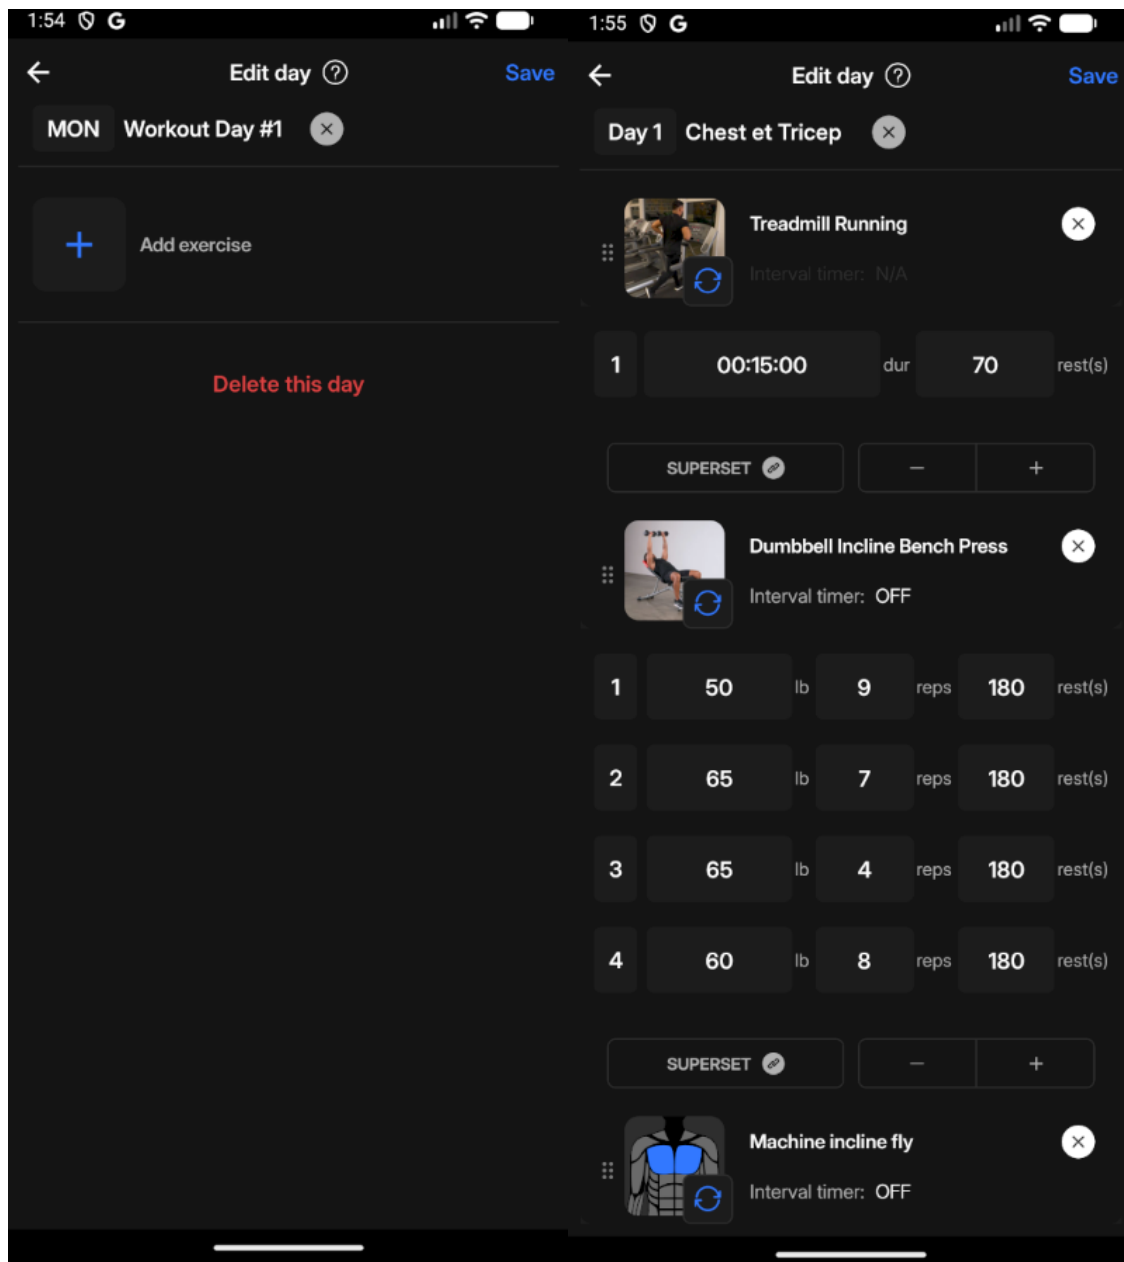 1:54 G
Edit day ?
Save
MON Workout Day #1
Add exercise
Delete this day
1:55 G
Edit day ?
Save
Day 1 Chest et Tricep
Treadmill Running
Interval timer: N/A
1 00:15:00 dur 70 rest(s)
SUPERSET − +
Dumbbell Incline Bench Press
Interval timer: OFF
1 50 lb 9 reps 180 rest(s)
2 65 lb 7 reps 180 rest(s)
3 65 lb 4 reps 180 rest(s)
4 60 lb 8 reps 180 rest(s)
SUPERSET − +
Machine incline fly
Interval timer: OFF